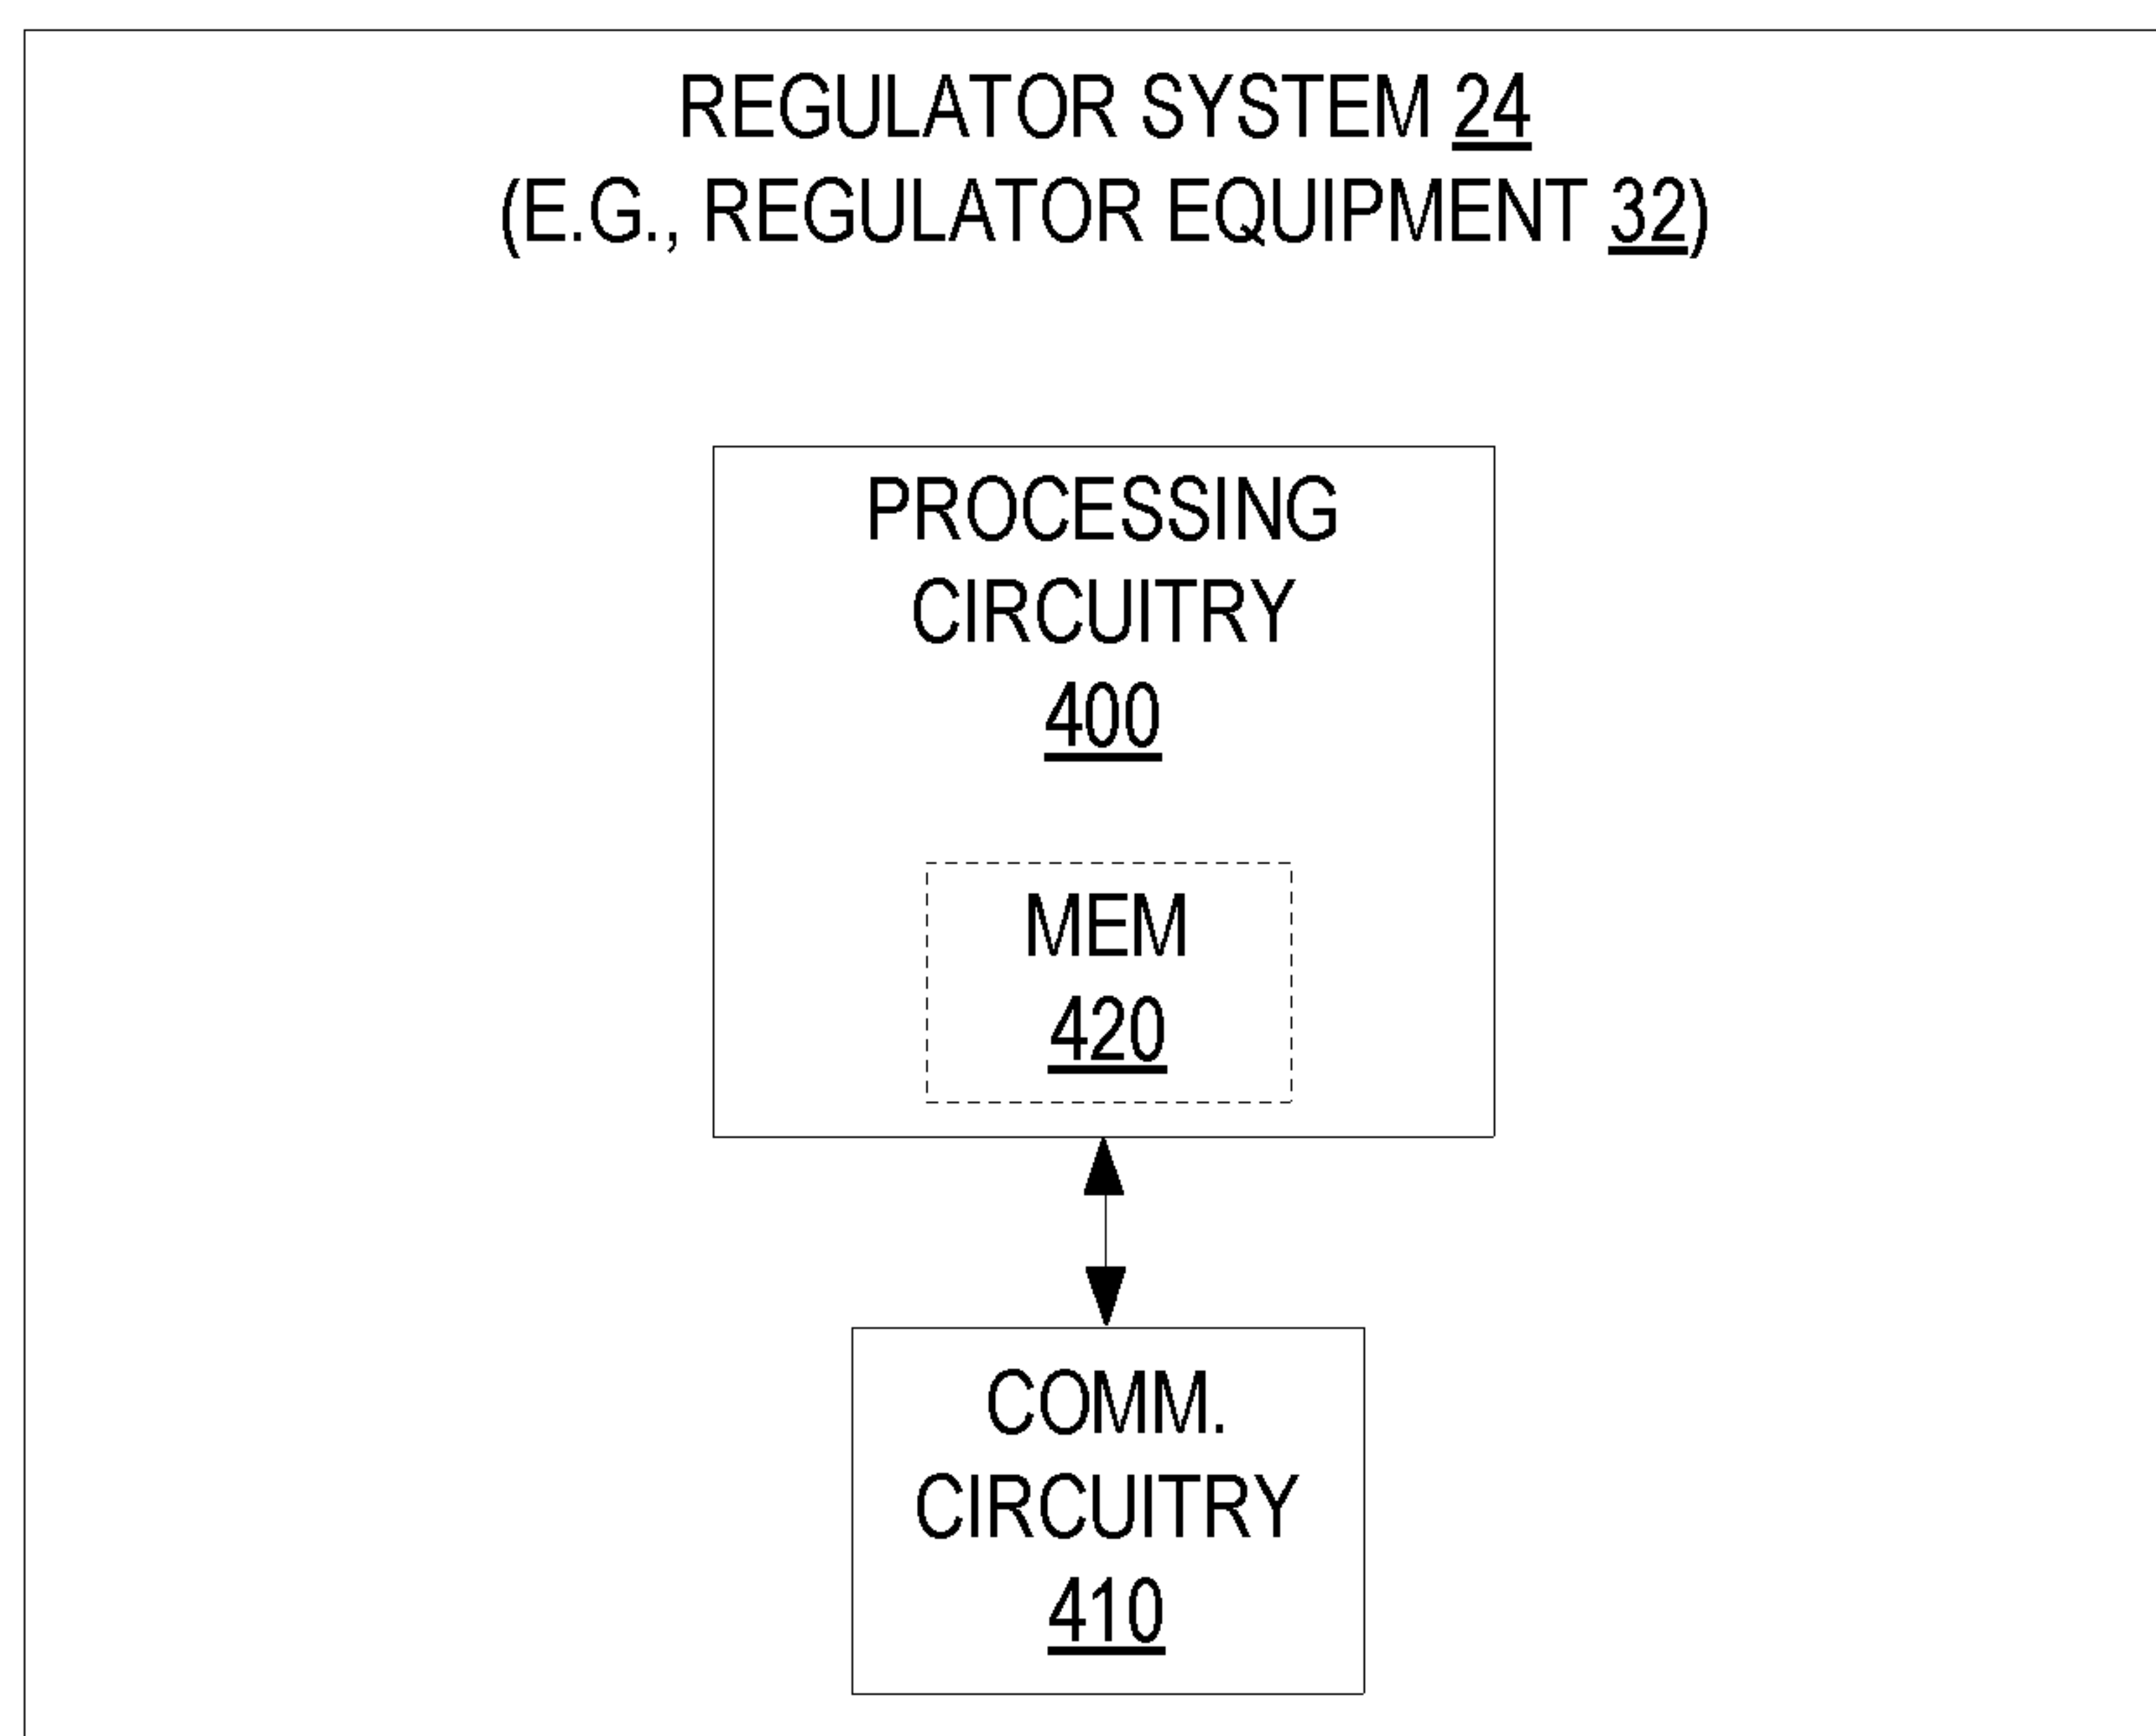 REGULATOR SYSTEM 24
(E.G., REGULATOR EQUIPMENT 32)
PROCESSING
CIRCUITRY
400
MEM
420
COMM.
CIRCUITRY
410